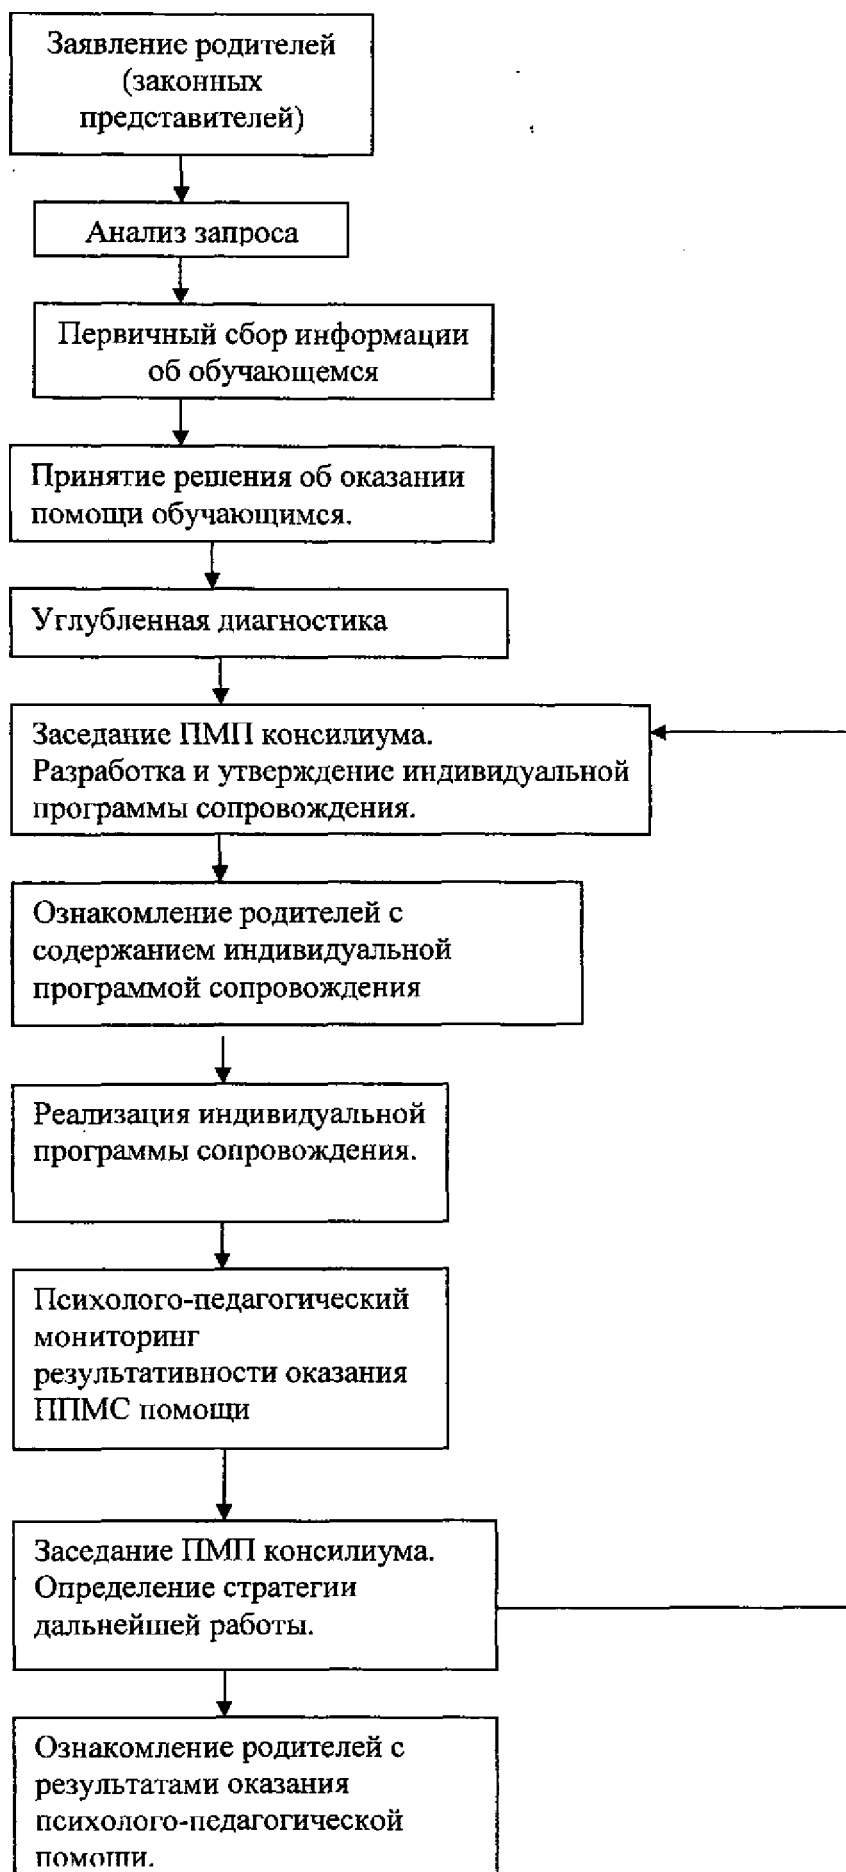 Заявление родителей
(законных
представителей)
Анализ запроса
Первичный сбор информации
об обучающемся
Принятие решения об оказании
помощи обучающимся.
Углубленная диагностика
Заседание ПМП консилиума.
Разработка и утверждение индивидуальной
программы сопровождения.
Ознакомление родителей с
содержанием индивидуальной
программой сопровождения
Реализация индивидуальной
программы сопровождения.
Психолого-педагогический
мониторинг
результативности оказания
ППМС помощи
Заседание ПМП консилиума.
Определение стратегии
дальнейшей работы.
Ознакомление родителей с
результатами оказания
психолого-педагогической
помощи.